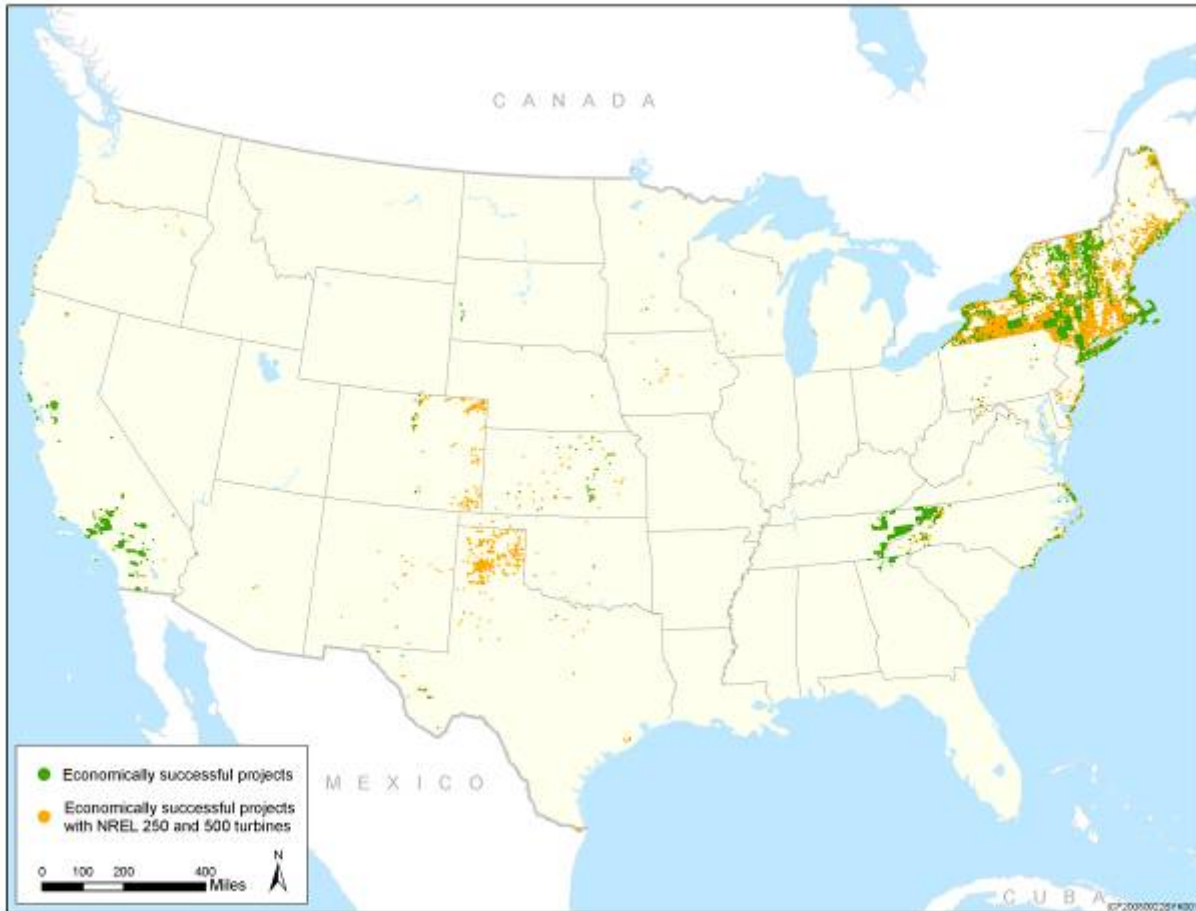 CANADA
MEXICO
Economically successful projects
Economically successful projects
with NREL 250 and 500 turbines
0 100 200 400
Miles
N
CUBA